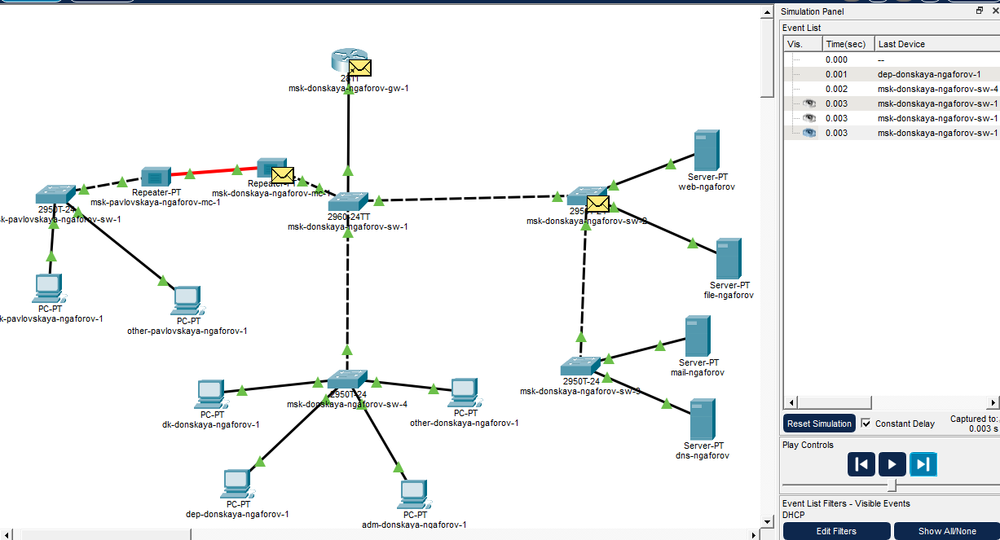 Simulation Panel
Event List
Vis. Time(sec) Last Device
0.000 --
0.001 dep-donskaya-ngaforov-1
0.002 msk-donskaya-ngaforov-sw-4
0.003 msk-donskaya-ngaforov-sw-1
0.003 msk-donskaya-ngaforov-sw-1
0.003 msk-donskaya-ngaforov-sw-1
msk-donskaya-ngaforov-gw-1
Server-PT
web-ngaforov
Repeater-PT
msk-pavlovskaya-ngaforov-mc-1
msk-donskaya-ngaforov-mc-1
2950T-24
sk-pavlovskaya-ngaforov-sw-1
2960-24TT
msk-donskaya-ngaforov-sw-1
msk-donskaya-ngaforov-sw-2
Server-PT
file-ngaforov
PC-PT
k-pavlovskaya-ngaforov-1
PC-PT
other-pavlovskaya-ngaforov-1
Server-PT
mail-ngaforov
2950T-24
msk-donskaya-ngaforov-sw-3
2950T-24
msk-donskaya-ngaforov-sw-4
PC-PT
dk-donskaya-ngaforov-1
PC-PT
other-donskaya-ngaforov-1
Server-PT
dns-ngaforov
PC-PT
dep-donskaya-ngaforov-1
PC-PT
adm-donskaya-ngaforov-1
Reset Simulation Constant Delay Captured to:
0.003 s
Play Controls
Event List Filters - Visible Events
DHCP
Edit Filters Show All/None